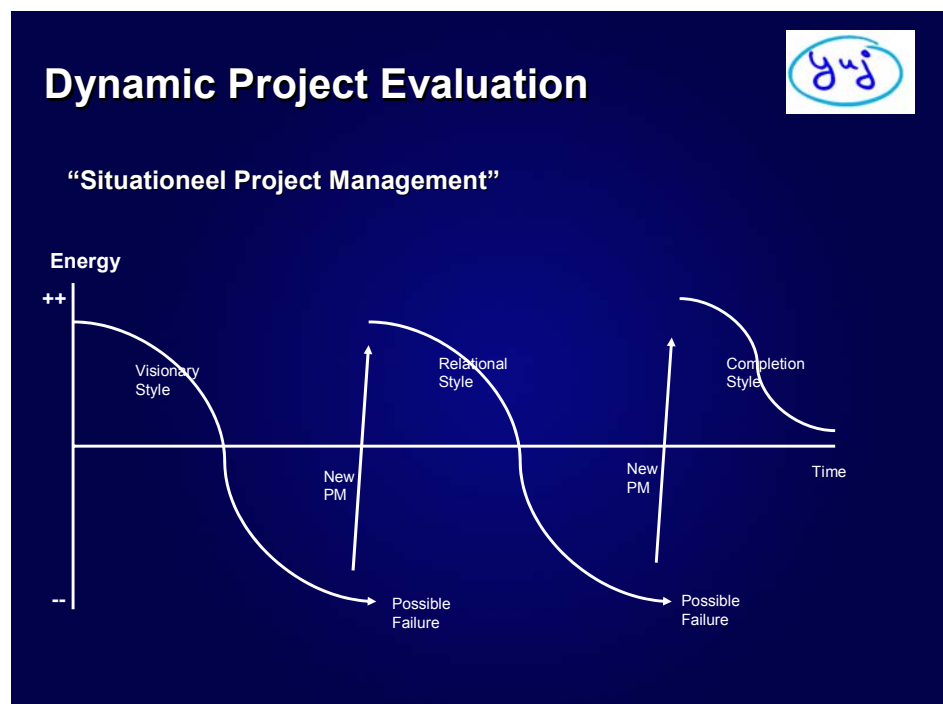 Dynamic Project Evaluation
yuj
“Situationeel Project Management”
Energy
++
Visionary
Style
Relational
Style
Completion
Style
New
PM
New
PM
Time
--
Possible
Failure
Possible
Failure